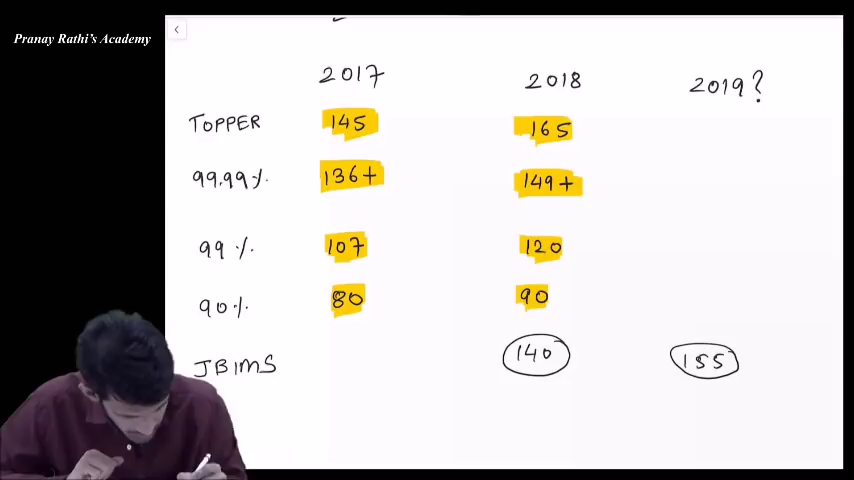 Pranay Rathi's Academy
2017 2018 2019?
TOPPER 145 165
99.99% 136+ 149+
99% 107 120
90% 80 90
JBIMS 140 155